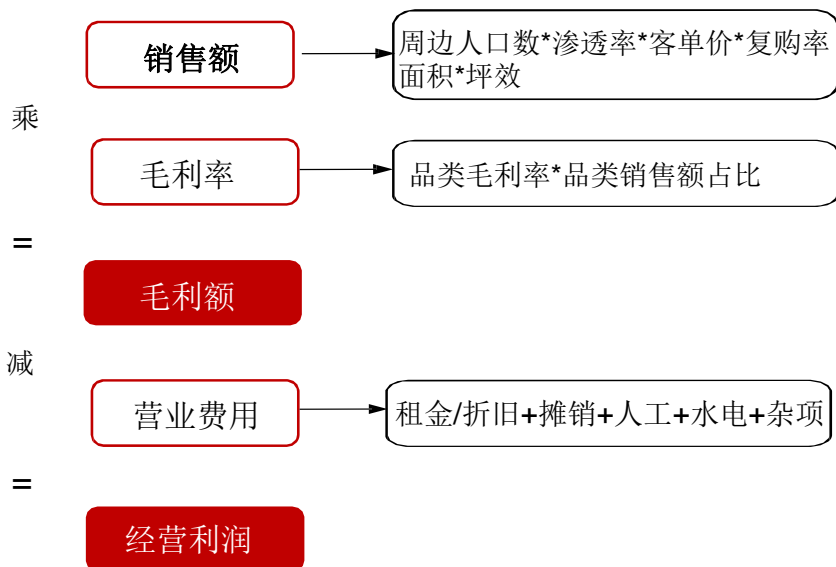 销售额
周边人口数*渗透率*客单价*复购率
面积*坪效
乘
毛利率
品类毛利率*品类销售额占比
=
毛利额
减
营业费用
租金/折旧+摊销+人工+水电+杂项
=
经营利润